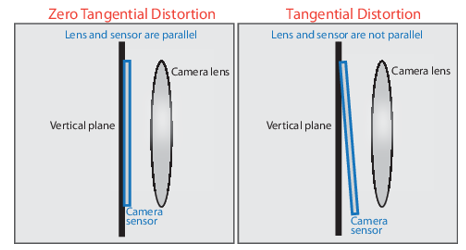 Zero Tangential Distortion
Lens and sensor are parallel
Camera lens
Vertical plane
Camera
sensor
Tangential Distortion
Lens and sensor are not parallel
Camera lens
Vertical plane
Camera
sensor